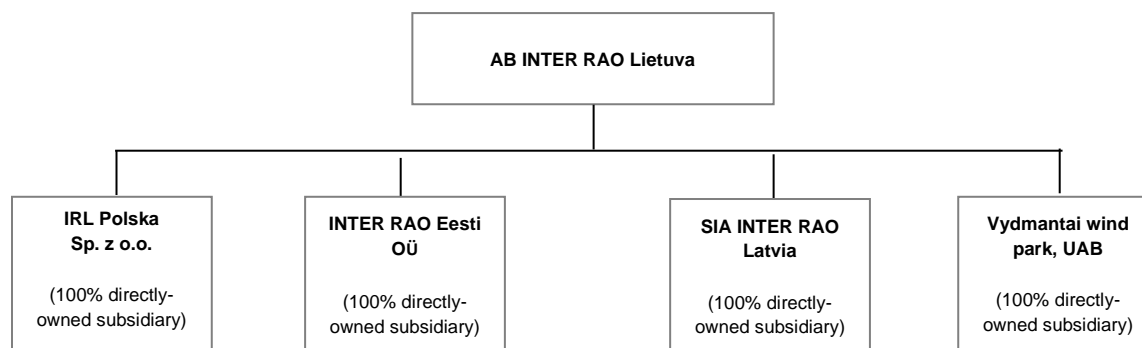 AB INTER RAO Lietuva
IRL Polska
Sp. z o.o.
(100% directly-
owned subsidiary)
INTER RAO Eesti
OÜ
(100% directly-
owned subsidiary)
SIA INTER RAO
Latvia
(100% directly-
owned subsidiary)
Vydmantai wind
park, UAB
(100% directly-
owned subsidiary)